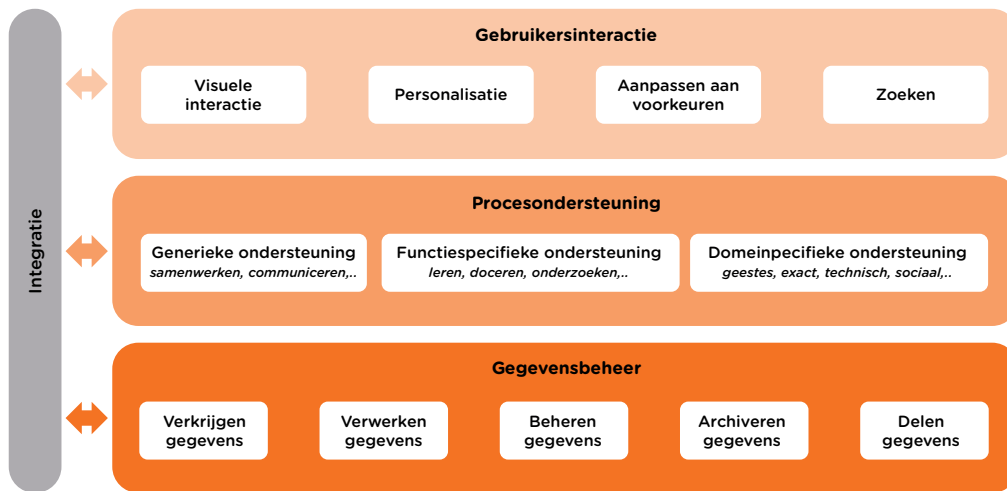 Integratie
Gebruikersinteractie
Visuele
interactie
Personalisatie
Aanpassen aan
voorkeuren
Zoeken
Procesondersteuning
Generieke ondersteuning
samenwerken, communiceren,..
Functiespecifieke ondersteuning
leren, doceren, onderzoeken,..
Domeinpecifieke ondersteuning
geestes, exact, technisch, sociaal,..
Gegevensbeheer
Verkrijgen
gegevens
Verwerken
gegevens
Beheren
gegevens
Archiveren
gegevens
Delen
gegevens